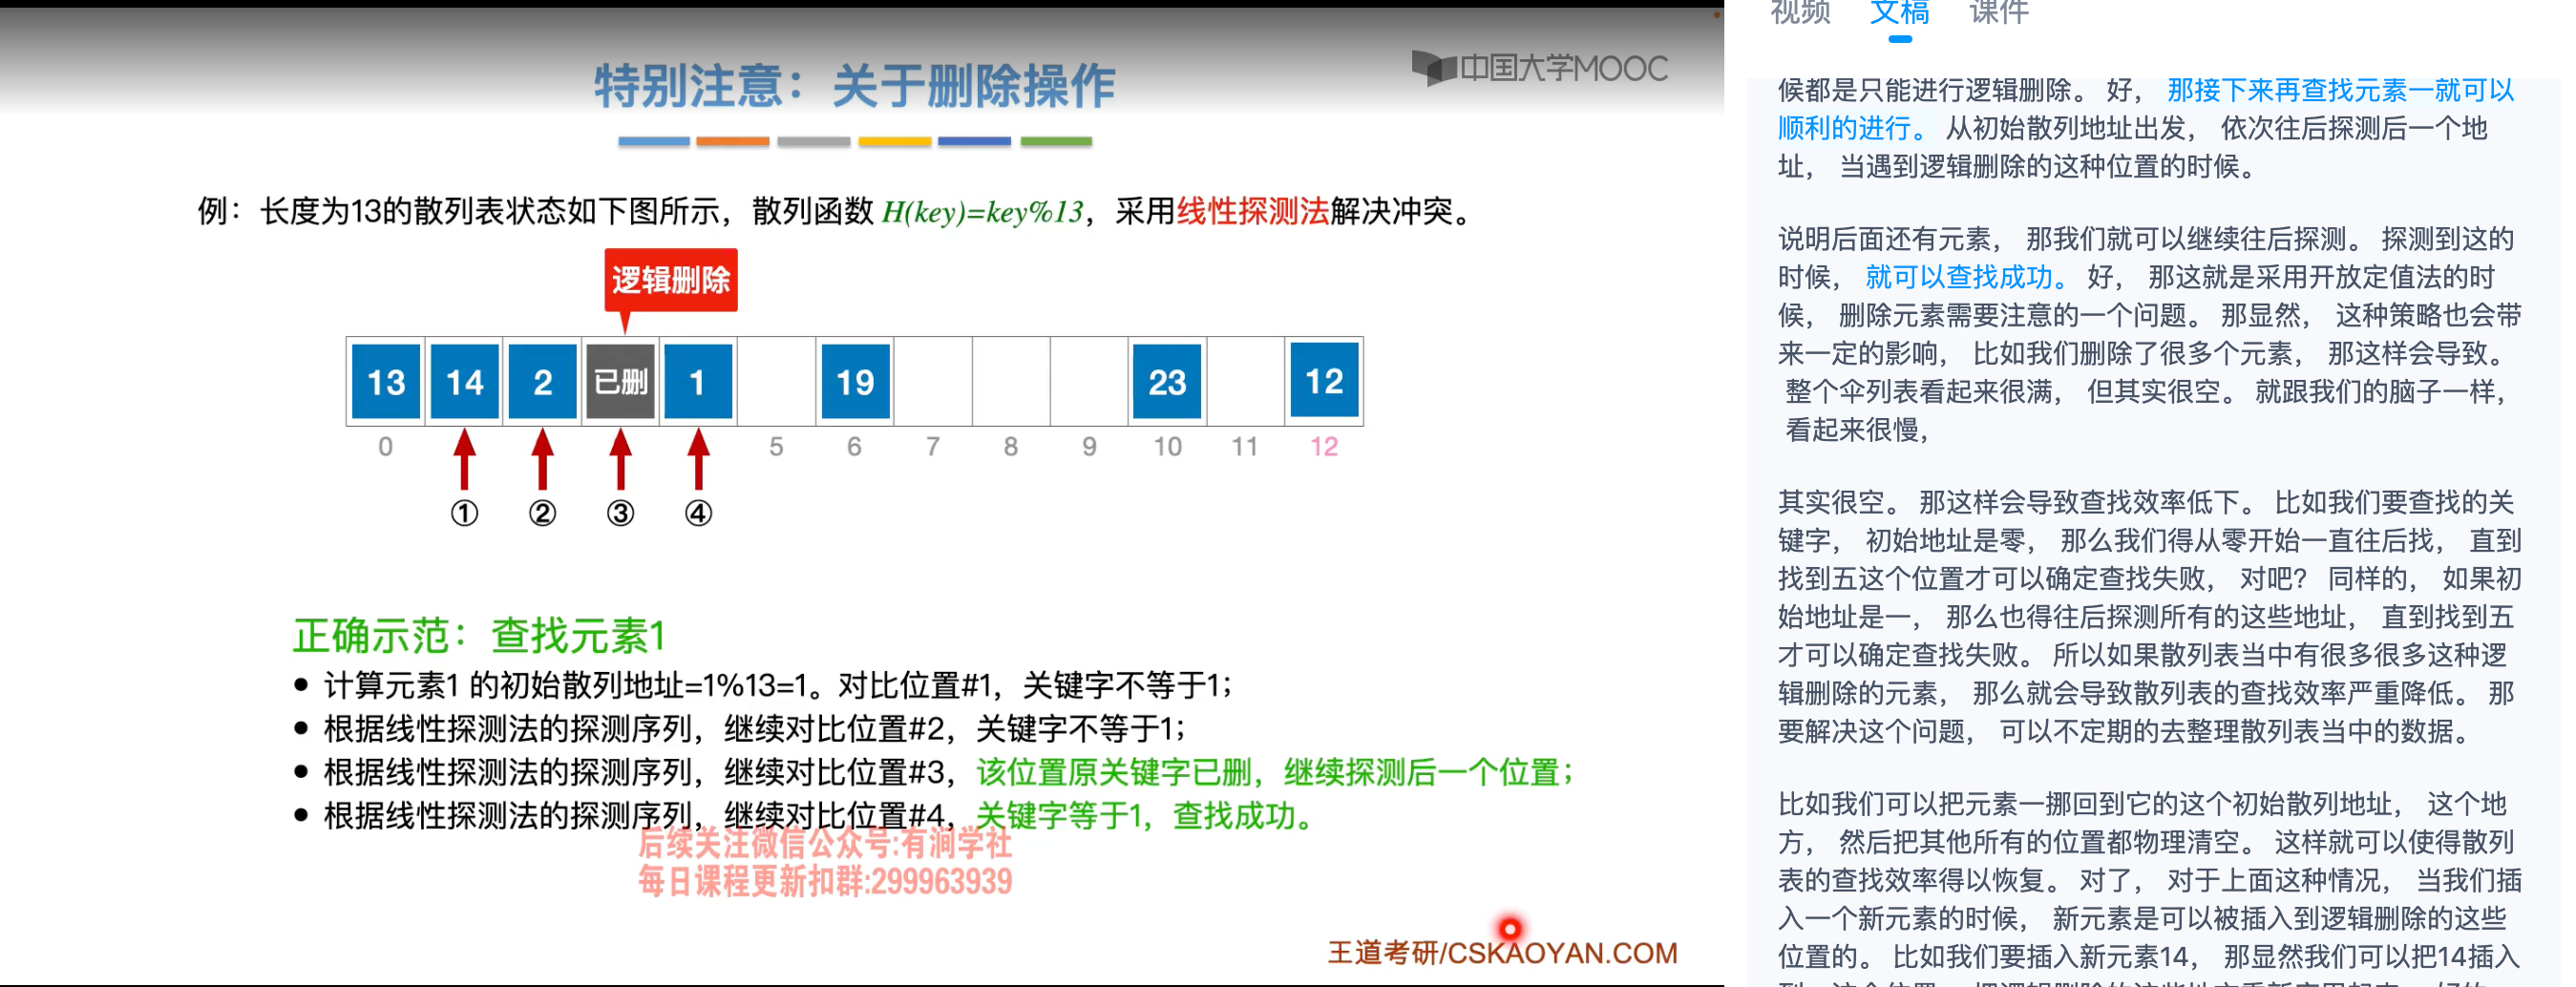 特别注意：关于删除操作
中国大学MOOC
例：长度为13的散列表状态如下图所示，散列函数 H(key)=key%13，采用线性探测法解决冲突。
逻辑删除
13 14 2 已删 1 19 23 12
0 5 6 7 8 9 10 11 12
① ② ③ ④
正确示范：查找元素1
● 计算元素1 的初始散列地址=1%13=1。对比位置#1，关键字不等于1；
● 根据线性探测法的探测序列，继续对比位置#2，关键字不等于1；
● 根据线性探测法的探测序列，继续对比位置#3，该位置原关键字已删，继续探测后一个位置；
● 根据线性探测法的探测序列，继续对比位置#4，关键字等于1，查找成功。
后续关注微信公众号:有涧学社
每日课程更新扣群:299963939
王道考研/CSKAOYAN.COM
视频 文稿 课件
候都是只能进行逻辑删除。 好， 那接下来再查找元素一就可以
顺利的进行。 从初始散列地址出发， 依次往后探测后一个地
址， 当遇到逻辑删除的这种位置的时候。
说明后面还有元素， 那我们就可以继续往后探测。 探测到这的
时候， 就可以查找成功。 好， 那这就是采用开放定值法的时
候， 删除元素需要注意的一个问题。 那显然， 这种策略也会带
来一定的影响， 比如我们删除了很多个元素， 那这样会导致。
整个伞列表看起来很满， 但其实很空。 就跟我们的脑子一样，
看起来很慢，
其实很空。 那这样会导致查找效率低下。 比如我们要查找的关
键字， 初始地址是零， 那么我们得从零开始一直往后找， 直到
找到五这个位置才可以确定查找失败， 对吧？ 同样的， 如果初
始地址是一， 那么也得往后探测所有的这些地址， 直到找到五
才可以确定查找失败。 所以如果散列表当中有很多很多这种逻
辑删除的元素， 那么就会导致散列表的查找效率严重降低。 那
要解决这个问题， 可以不定期的去整理散列表当中的数据。
比如我们可以把元素一挪回到它的这个初始散列地址， 这个地
方， 然后把其他所有的位置都物理清空。 这样就可以使得散列
表的查找效率得以恢复。 对了， 对于上面这种情况， 当我们插
入一个新元素的时候， 新元素是可以被插入到逻辑删除的这些
位置的。 比如我们要插入新元素14， 那显然我们可以把14插入